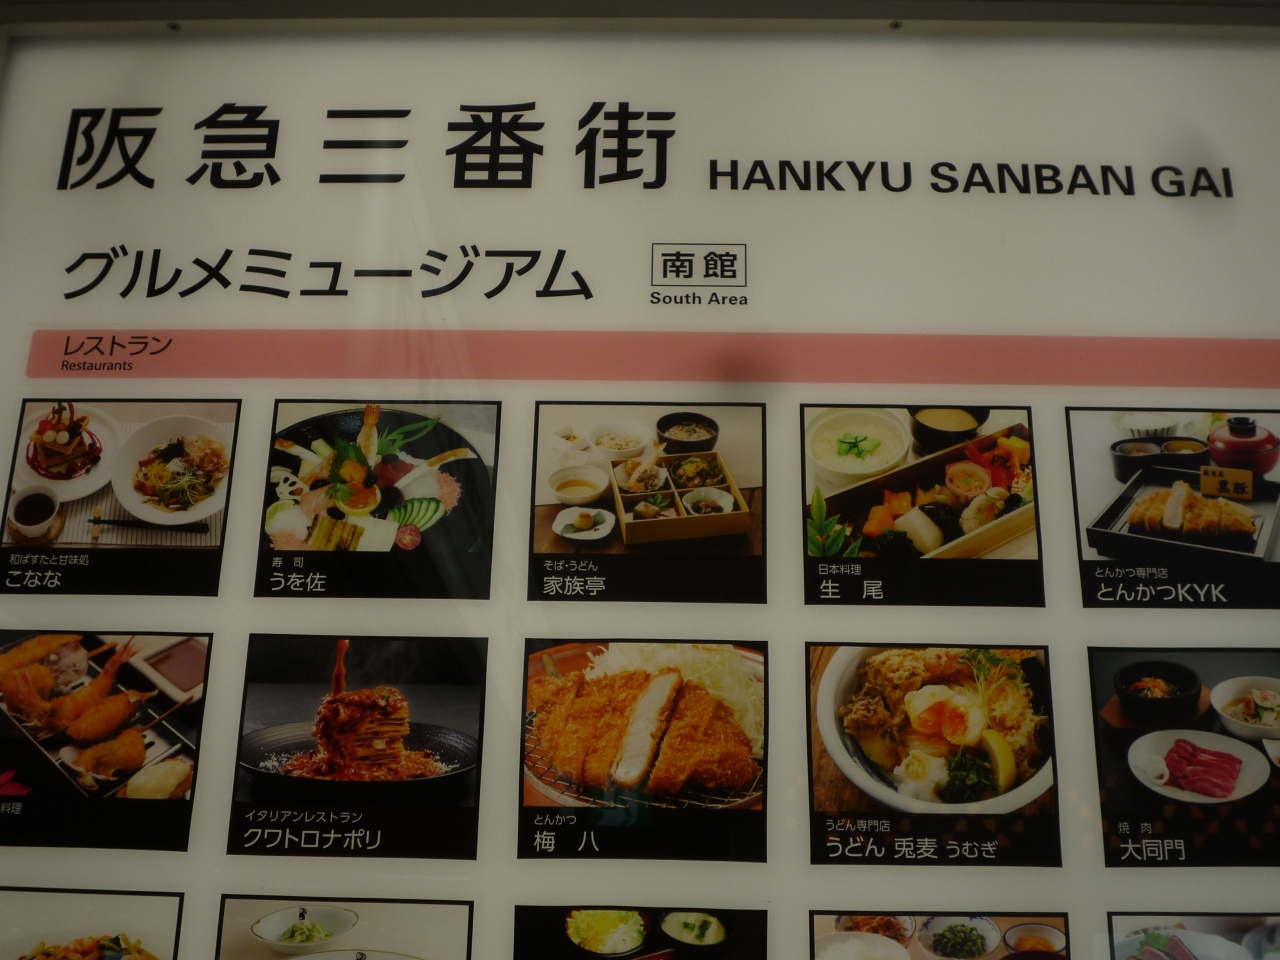 阪急三番街 HANKYU SANBAN GAI
グルメミュージアム 南館
South Area
レストラン
Restaurants
和ぱすたと甘味処
こなな
寿司
うを佐
そば・うどん
家族亭
日本料理
生尾
黒豚
とんかつ専門店
とんかつKYK
料理
イタリアンレストラン
クワトロナポリ
とんかつ
梅八
うどん専門店
うどん 兎麦 うむぎ
焼肉
大同門